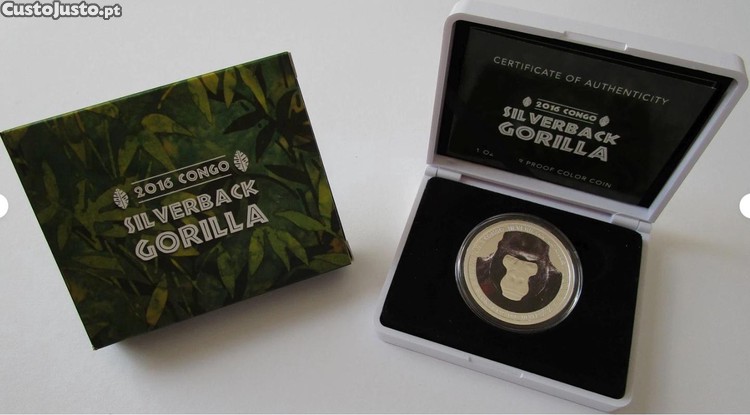 CustoJusto.pt
2016 CONGO
SILVERBACK
GORILLA
CERTIFICATE OF AUTHENTICITY
2016 CONGO
SILVERBACK
GORILLA
1 Oz
PROOF COLOR COIN